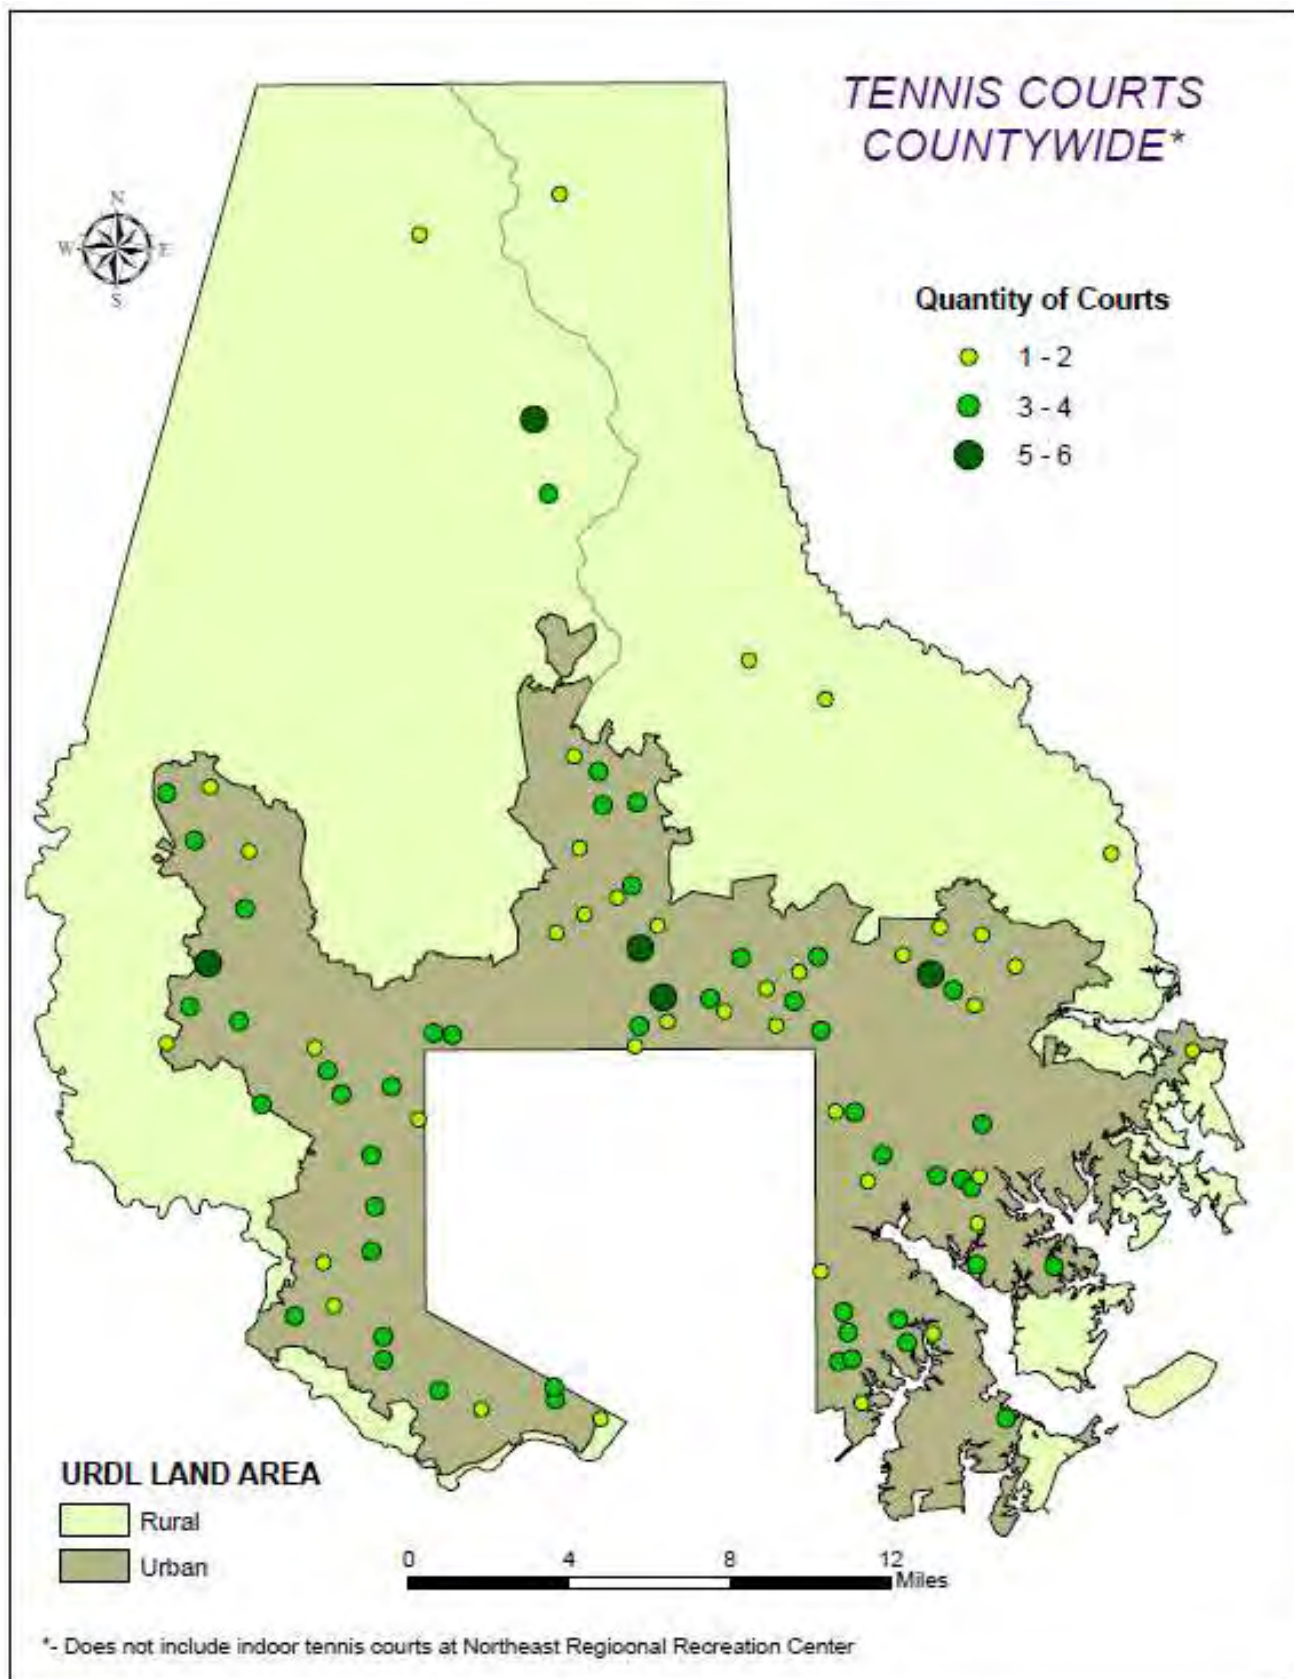 TENNIS COURTS
COUNTYWIDE*
N
W E
S
Quantity of Courts
1 - 2
3 - 4
5 - 6
URDL LAND AREA
Rural
Urban
0 4 8 12
Miles
*- Does not include indoor tennis courts at Northeast Regioonal Recreation Center